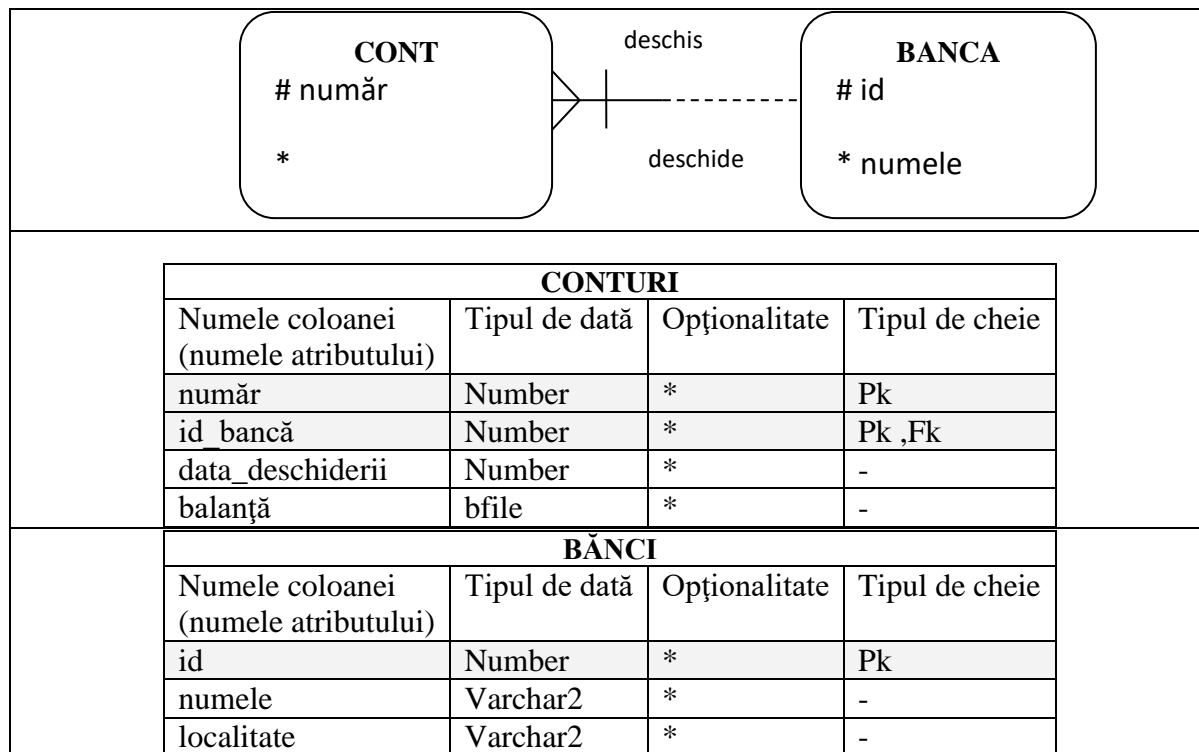 deschis
CONT
# număr
*
BANCA
# id
* numele
deschide
CONTURI
Numele coloanei (numele atributului) Tipul de dată Opţionalitate Tipul de cheie
număr Number * Pk
id_bancă Number * Pk ,Fk
data_deschiderii Number * -
balanţă bfile * -
BĂNCI
Numele coloanei (numele atributului) Tipul de dată Opţionalitate Tipul de cheie
id Number * Pk
numele Varchar2 * -
localitate Varchar2 * -